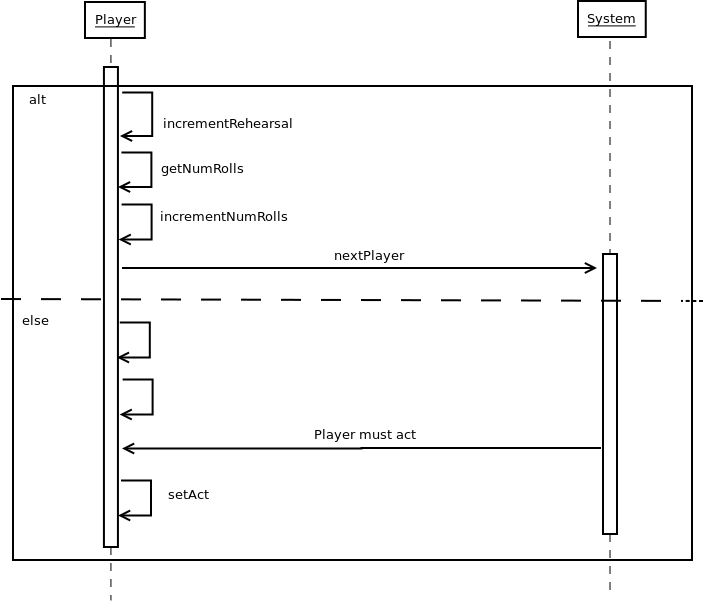 Player
System
alt
incrementRehearsal
getNumRolls
incrementNumRolls
nextPlayer
else
Player must act
setAct